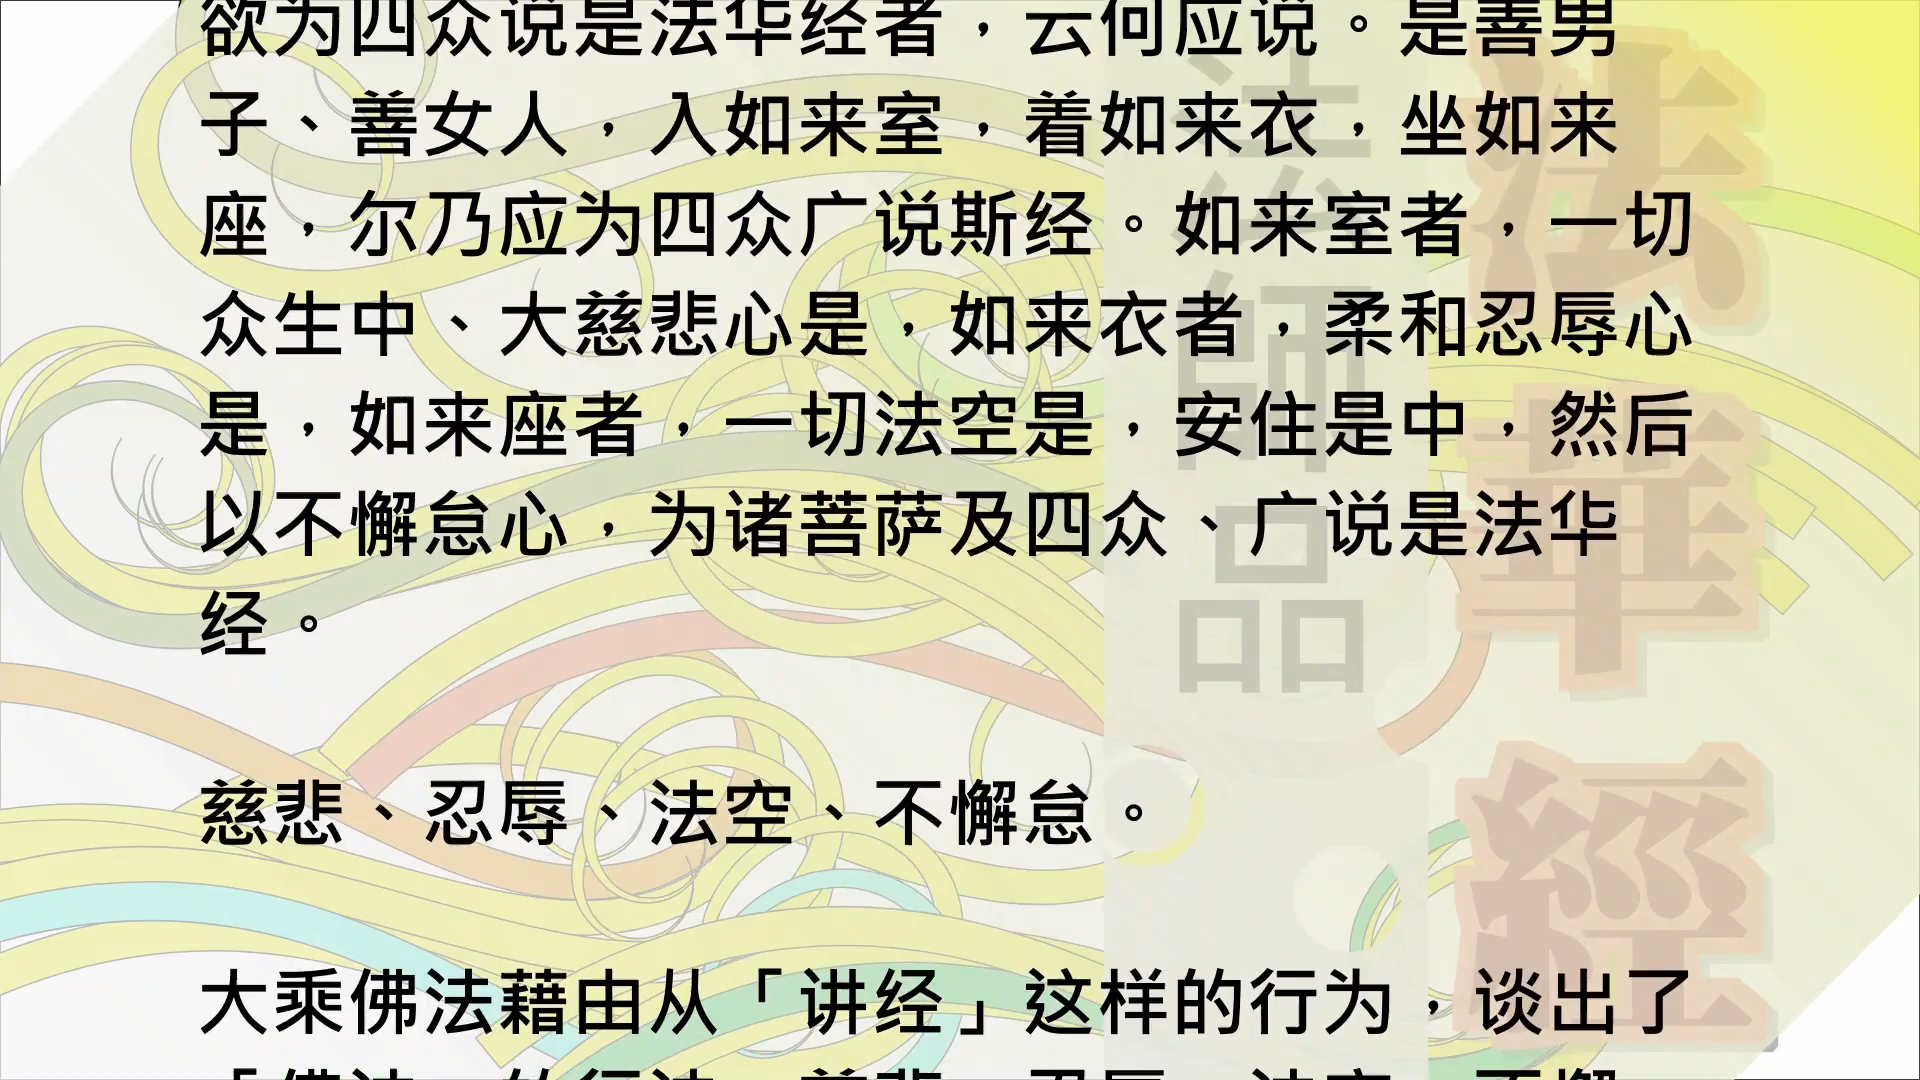 欲为四众说是法华经者，云何应说。是善男
子、善女人，入如来室，着如来衣，坐如来
座，尔乃应为四众广说斯经。如来室者，一切
众生中、大慈悲心是，如来衣者，柔和忍辱心
是，如来座者，一切法空是，安住是中，然后
以不懈怠心，为诸菩萨及四众、广说是法华
经。
慈悲、忍辱、法空、不懈怠。
大乘佛法藉由从「讲经」这样的行为，谈出了
法華經
法師品